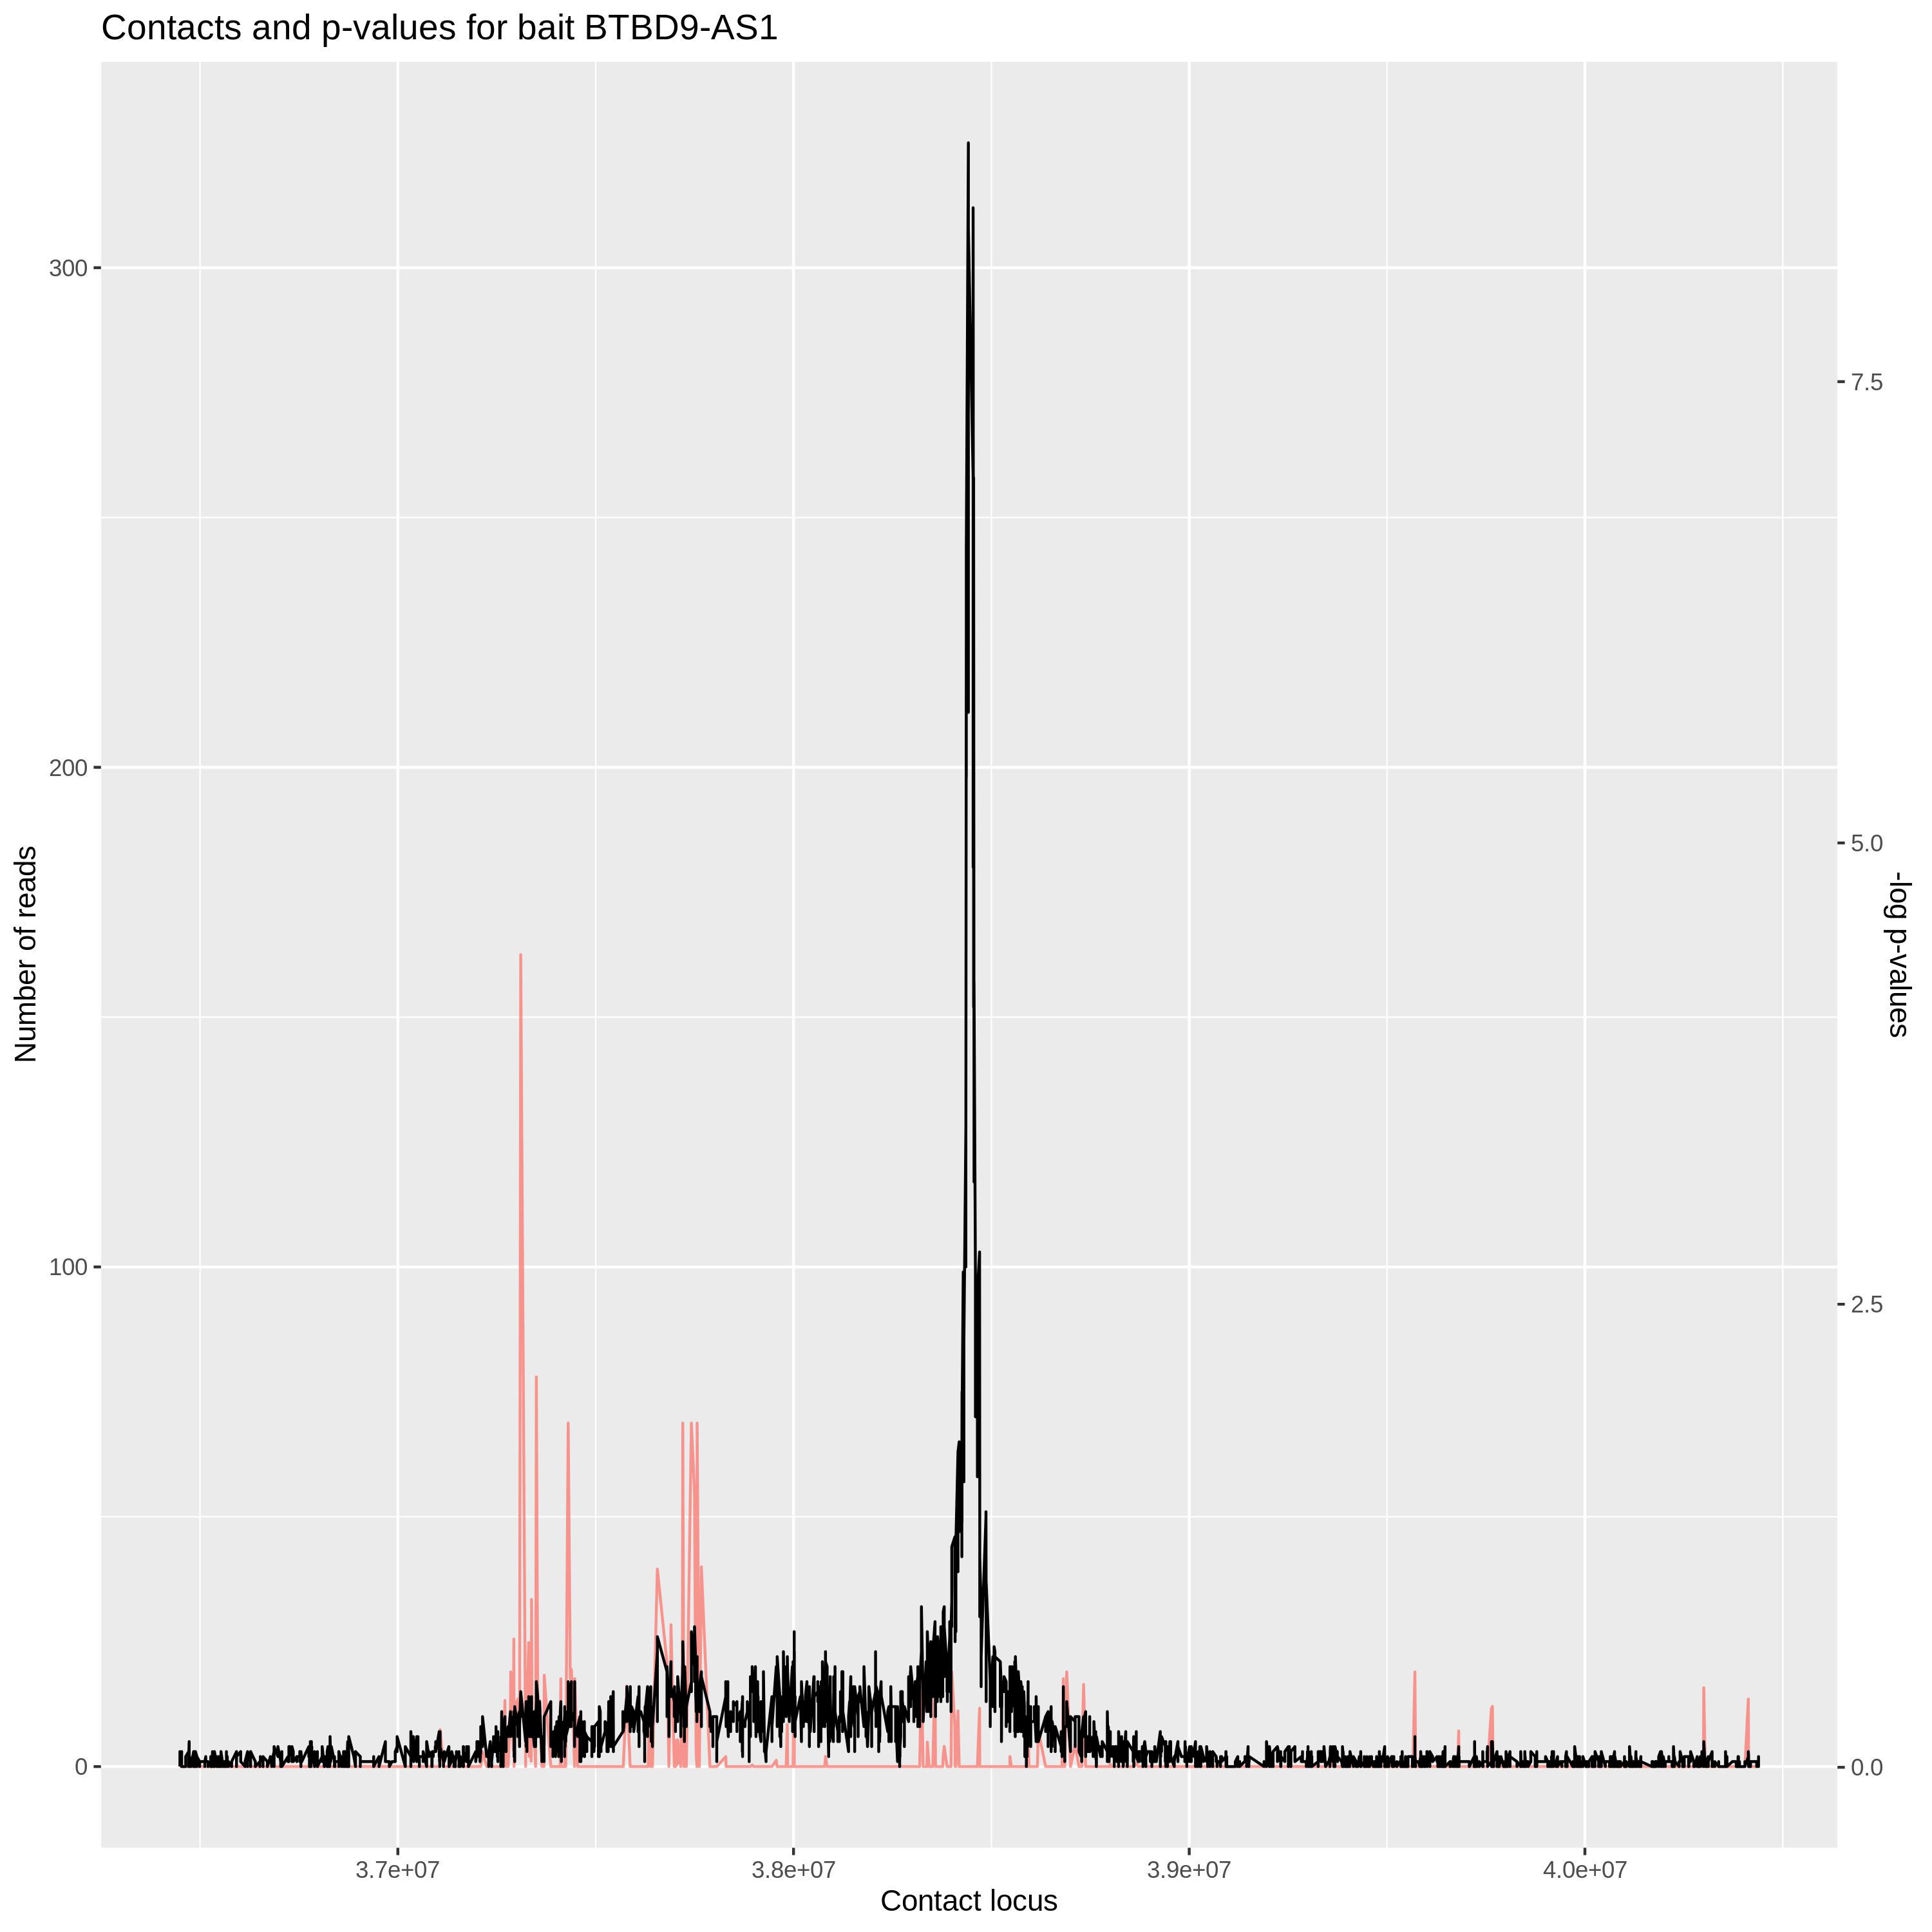 Contacts and p-values for bait BTBD9-AS1
300
200
100
0
Number of reads
7.5
5.0
2.5
0.0
-log p-values
3.7e+07
3.8e+07
3.9e+07
4.0e+07
Contact locus